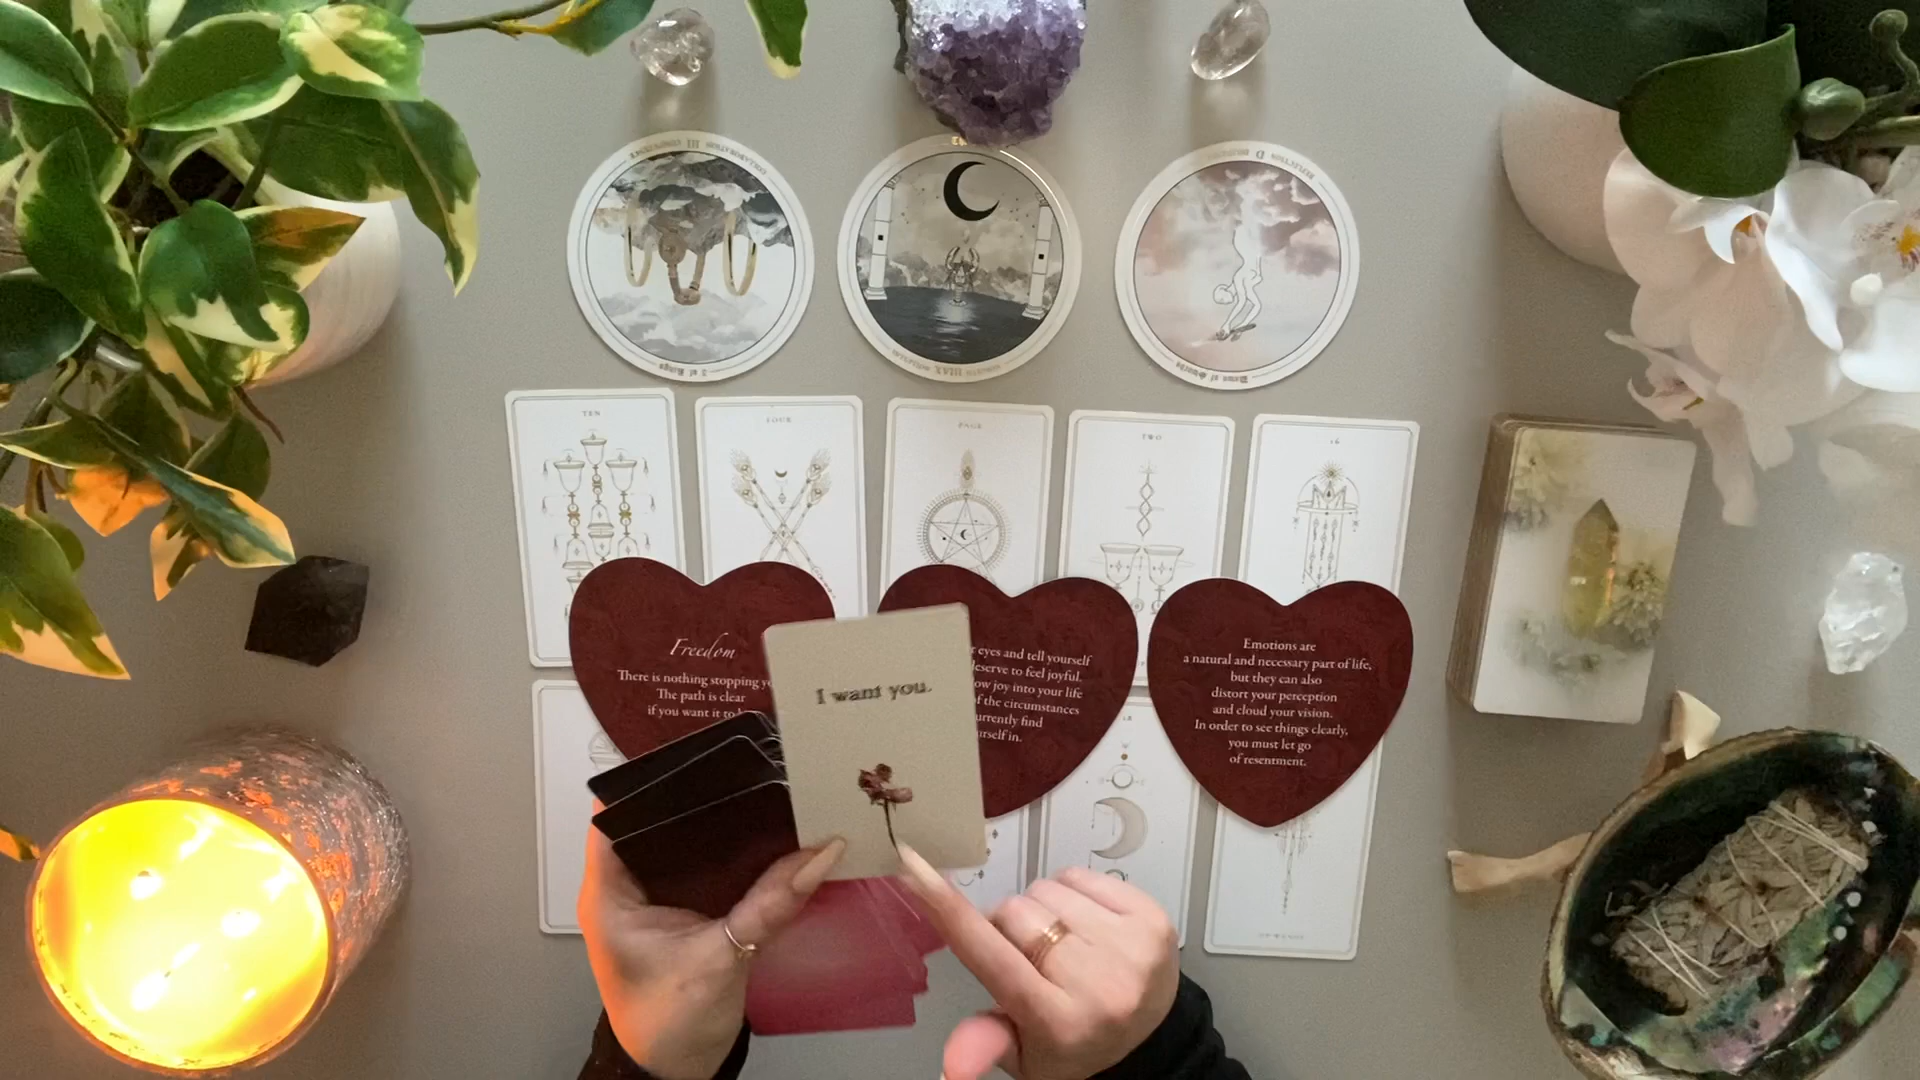 TEN
FOUR
PAGE
TWO
16
Freedom
There is nothing stopping
The path is clear
if you want it to
I want you.
eyes and tell yourself
deserve to feel joyful.
joy into your life
of the circumstances
find
in.
Emotions are
a natural and necessary part of life,
but they can also
distort your perception
and cloud your vision.
In order to see things clearly,
you must let go
of resentment.
18